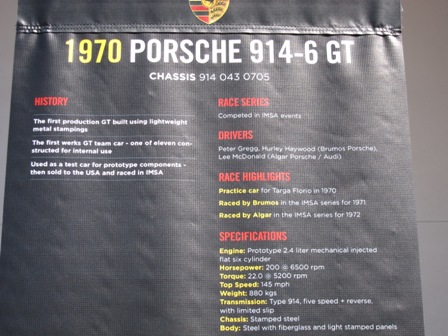 1970 PORSCHE 914-6 GT
CHASSIS 914 043 0705
HISTORY
The first production GT built using lightweight
metal stampings
The first werks GT team car - one of eleven con-
structed for internal use
Used as a test car for prototype components -
then sold to the USA and raced in IMSA
RACE SERIES
Competed in IMSA events
DRIVERS
Peter Gregg, Hurley Haywood (Brumos Porsche),
Lee McDonald (Algar Porsche / Audi)
RACE HIGHLIGHTS
Practice car for Targa Florio in 1970
Raced by Brumos in the IMSA series for 1971
Raced by Algar in the IMSA series for 1972
SPECIFICATIONS
Engine: Prototype 2.4 liter mechanical injected
flat six cylinder
Horsepower: 200 @ 6500 rpm
Torque: 22.0 @ 5200 rpm
Top Speed: 145 mph
Weight: 880 kgs
Transmission: Type 914, five speed + reverse,
with limited slip
Chassis: Stamped steel
Body: Steel with fiberglass and light stamped panels